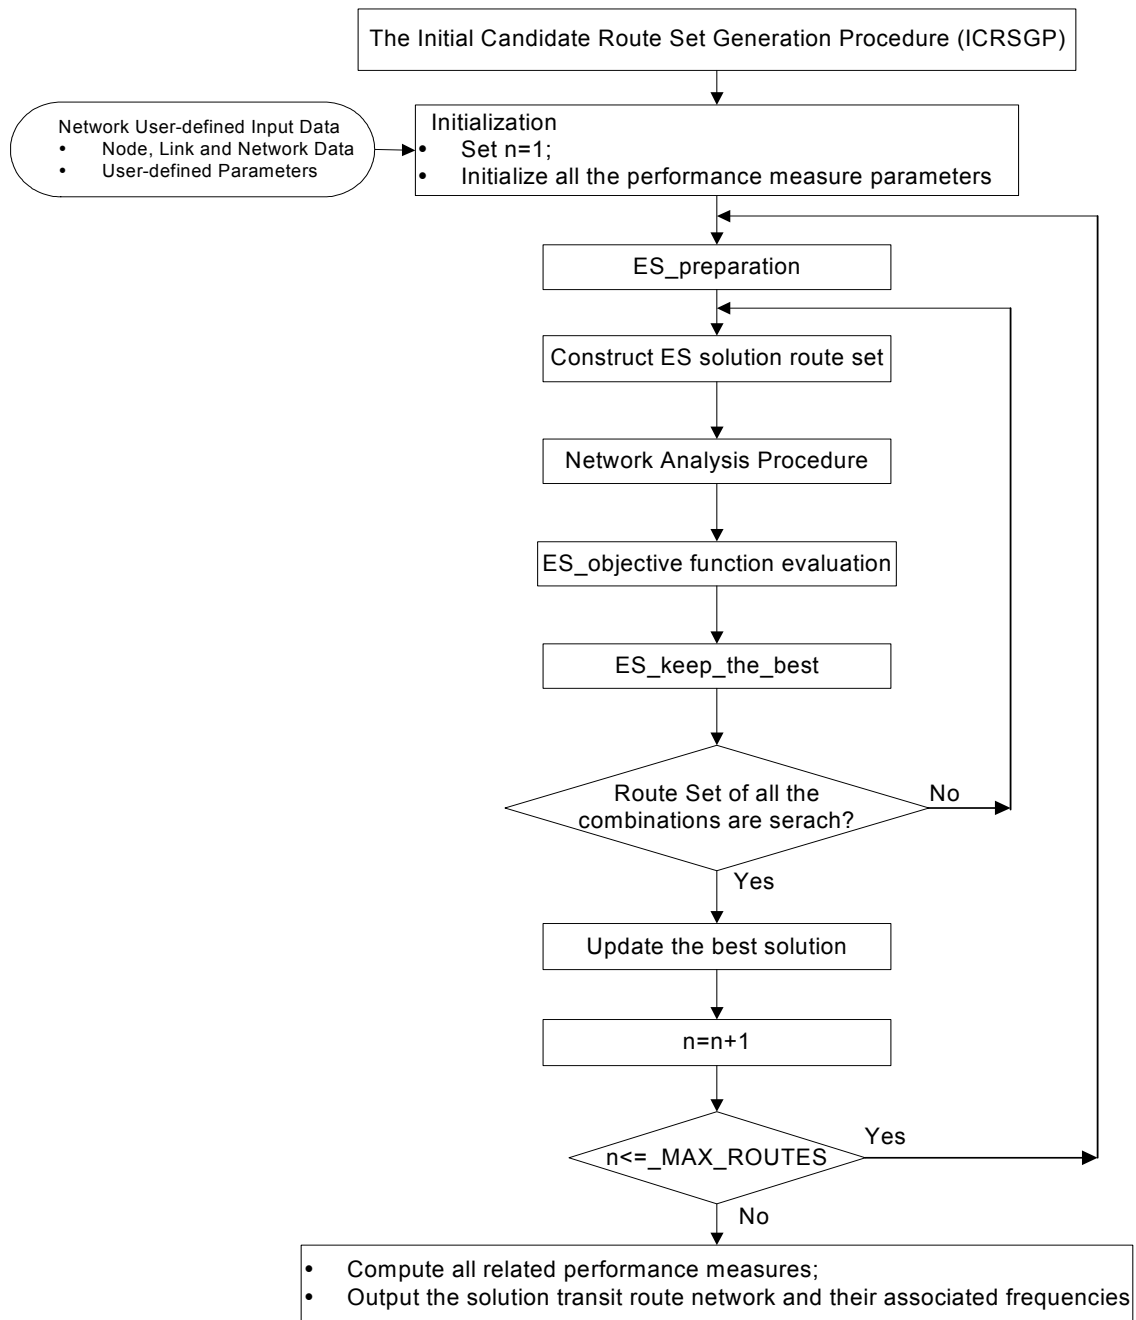 The Initial Candidate Route Set Generation Procedure (ICRSGP)
Network User-defined Input Data
• Node, Link and Network Data
• User-defined Parameters
Initialization
• Set n=1;
• Initialize all the performance measure parameters
ES_preparation
Construct ES solution route set
Network Analysis Procedure
ES_objective function evaluation
ES_keep_the_best
Route Set of all the
combinations are serach?
No
Yes
Update the best solution
n=n+1
n<=_MAX_ROUTES
Yes
No
• Compute all related performance measures;
• Output the solution transit route network and their associated frequencies